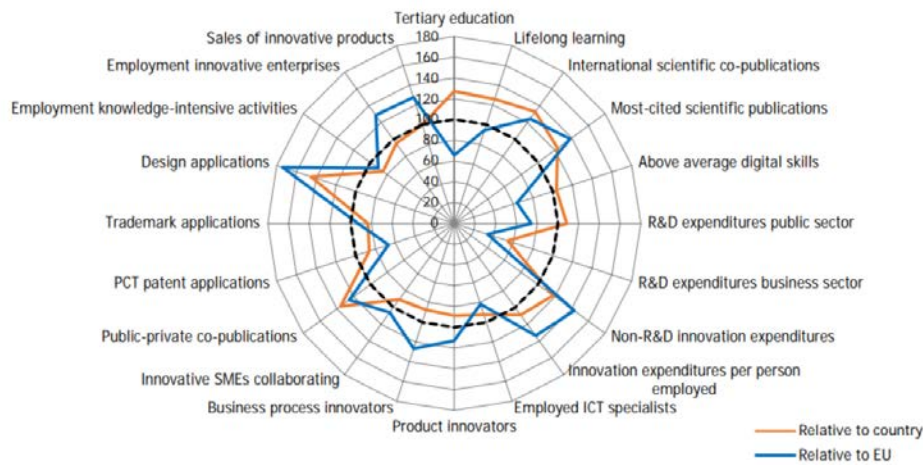 Tertiary education
Sales of innovative products
Lifelong learning
Employment innovative enterprises
International scientific co-publications
Employment knowledge-intensive activities
Most-cited scientific publications
Design applications
Above average digital skills
Trademark applications
R&D expenditures public sector
PCT patent applications
R&D expenditures business sector
Public-private co-publications
Non-R&D innovation expenditures
Innovative SMEs collaborating
Innovation expenditures per person
employed
Business process innovators
Employed ICT specialists
Product innovators
180
160
140
120
100
80
60
40
20
0
Relative to country
Relative to EU